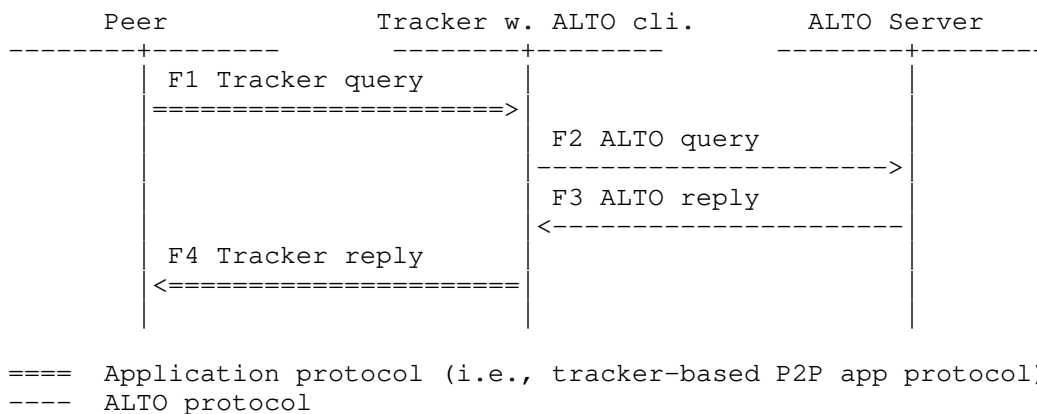 Peer Tracker w. ALTO cli. ALTO Server
F1 Tracker query
F2 ALTO query
F3 ALTO reply
F4 Tracker reply
==== Application protocol (i.e., tracker-based P2P app protocol)
---- ALTO protocol